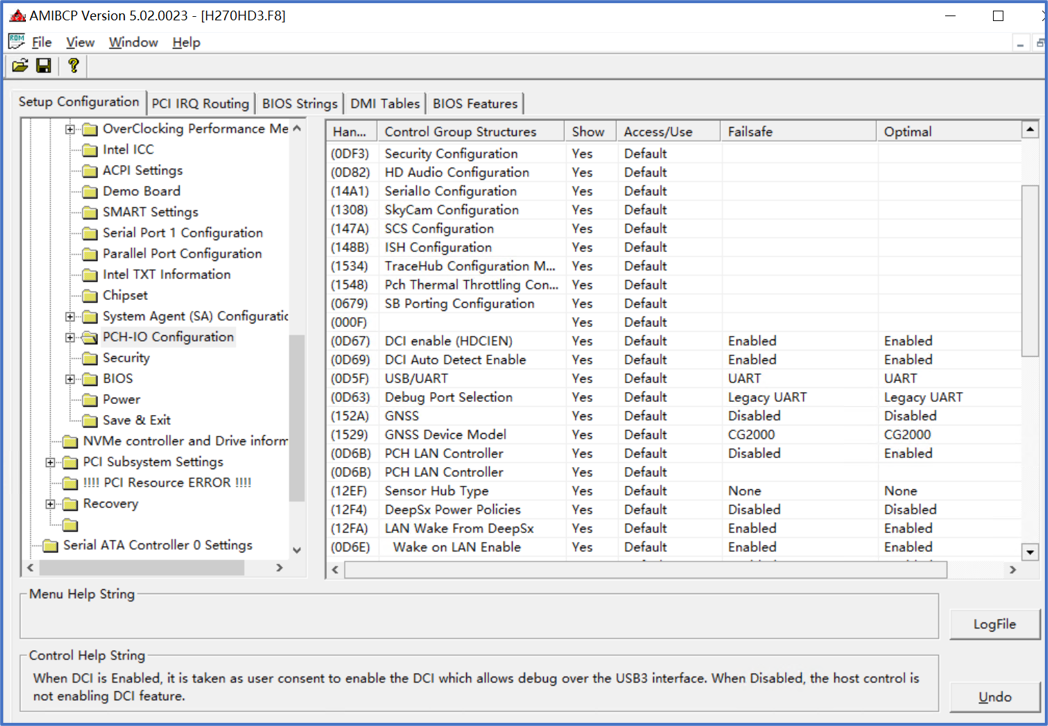 AMIBCP Version 5.02.0023 - [H270HD3.F8]
File View Window Help
Setup Configuration PCI IRQ Routing BIOS Strings DMI Tables BIOS Features
OverClocking Performance Me
Intel ICC
ACPI Settings
Demo Board
SMART Settings
Serial Port 1 Configuration
Parallel Port Configuration
Intel TXT Information
Chipset
System Agent (SA) Configuratio
PCH-IO Configuration
Security
BIOS
Power
Save & Exit
NVMe controller and Drive inform
PCI Subsystem Settings
!!!! PCI Resource ERROR !!!!
Recovery
Serial ATA Controller 0 Settings
Han... Control Group Structures Show Access/Use Failsafe Optimal
(0DF3) Security Configuration Yes Default
(0D82) HD Audio Configuration Yes Default
(14A1) SerialIo Configuration Yes Default
(1308) SkyCam Configuration Yes Default
(147A) SCS Configuration Yes Default
(148B) ISH Configuration Yes Default
(1534) TraceHub Configuration M... Yes Default
(1548) Pch Thermal Throttling Con... Yes Default
(0679) SB Porting Configuration Yes Default
(000F) Yes Default
(0D67) DCI enable (HDCIEN) Yes Default Enabled Enabled
(0D69) DCI Auto Detect Enable Yes Default Enabled Enabled
(0D5F) USB/UART Yes Default UART UART
(0D63) Debug Port Selection Yes Default Legacy UART Legacy UART
(152A) GNSS Yes Default Disabled Disabled
(1529) GNSS Device Model Yes Default CG2000 CG2000
(0D6B) PCH LAN Controller Yes Default Disabled Enabled
(0D6B) PCH LAN Controller Yes Default
(12EF) Sensor Hub Type Yes Default None None
(12F4) DeepSx Power Policies Yes Default Disabled Disabled
(12FA) LAN Wake From DeepSx Yes Default Enabled Enabled
(0D6E) Wake on LAN Enable Yes Default Enabled Enabled
Menu Help String
LogFile
Control Help String
When DCI is Enabled, it is taken as user consent to enable the DCI which allows debug over the USB3 interface. When Disabled, the host control is
not enabling DCI feature.
Undo